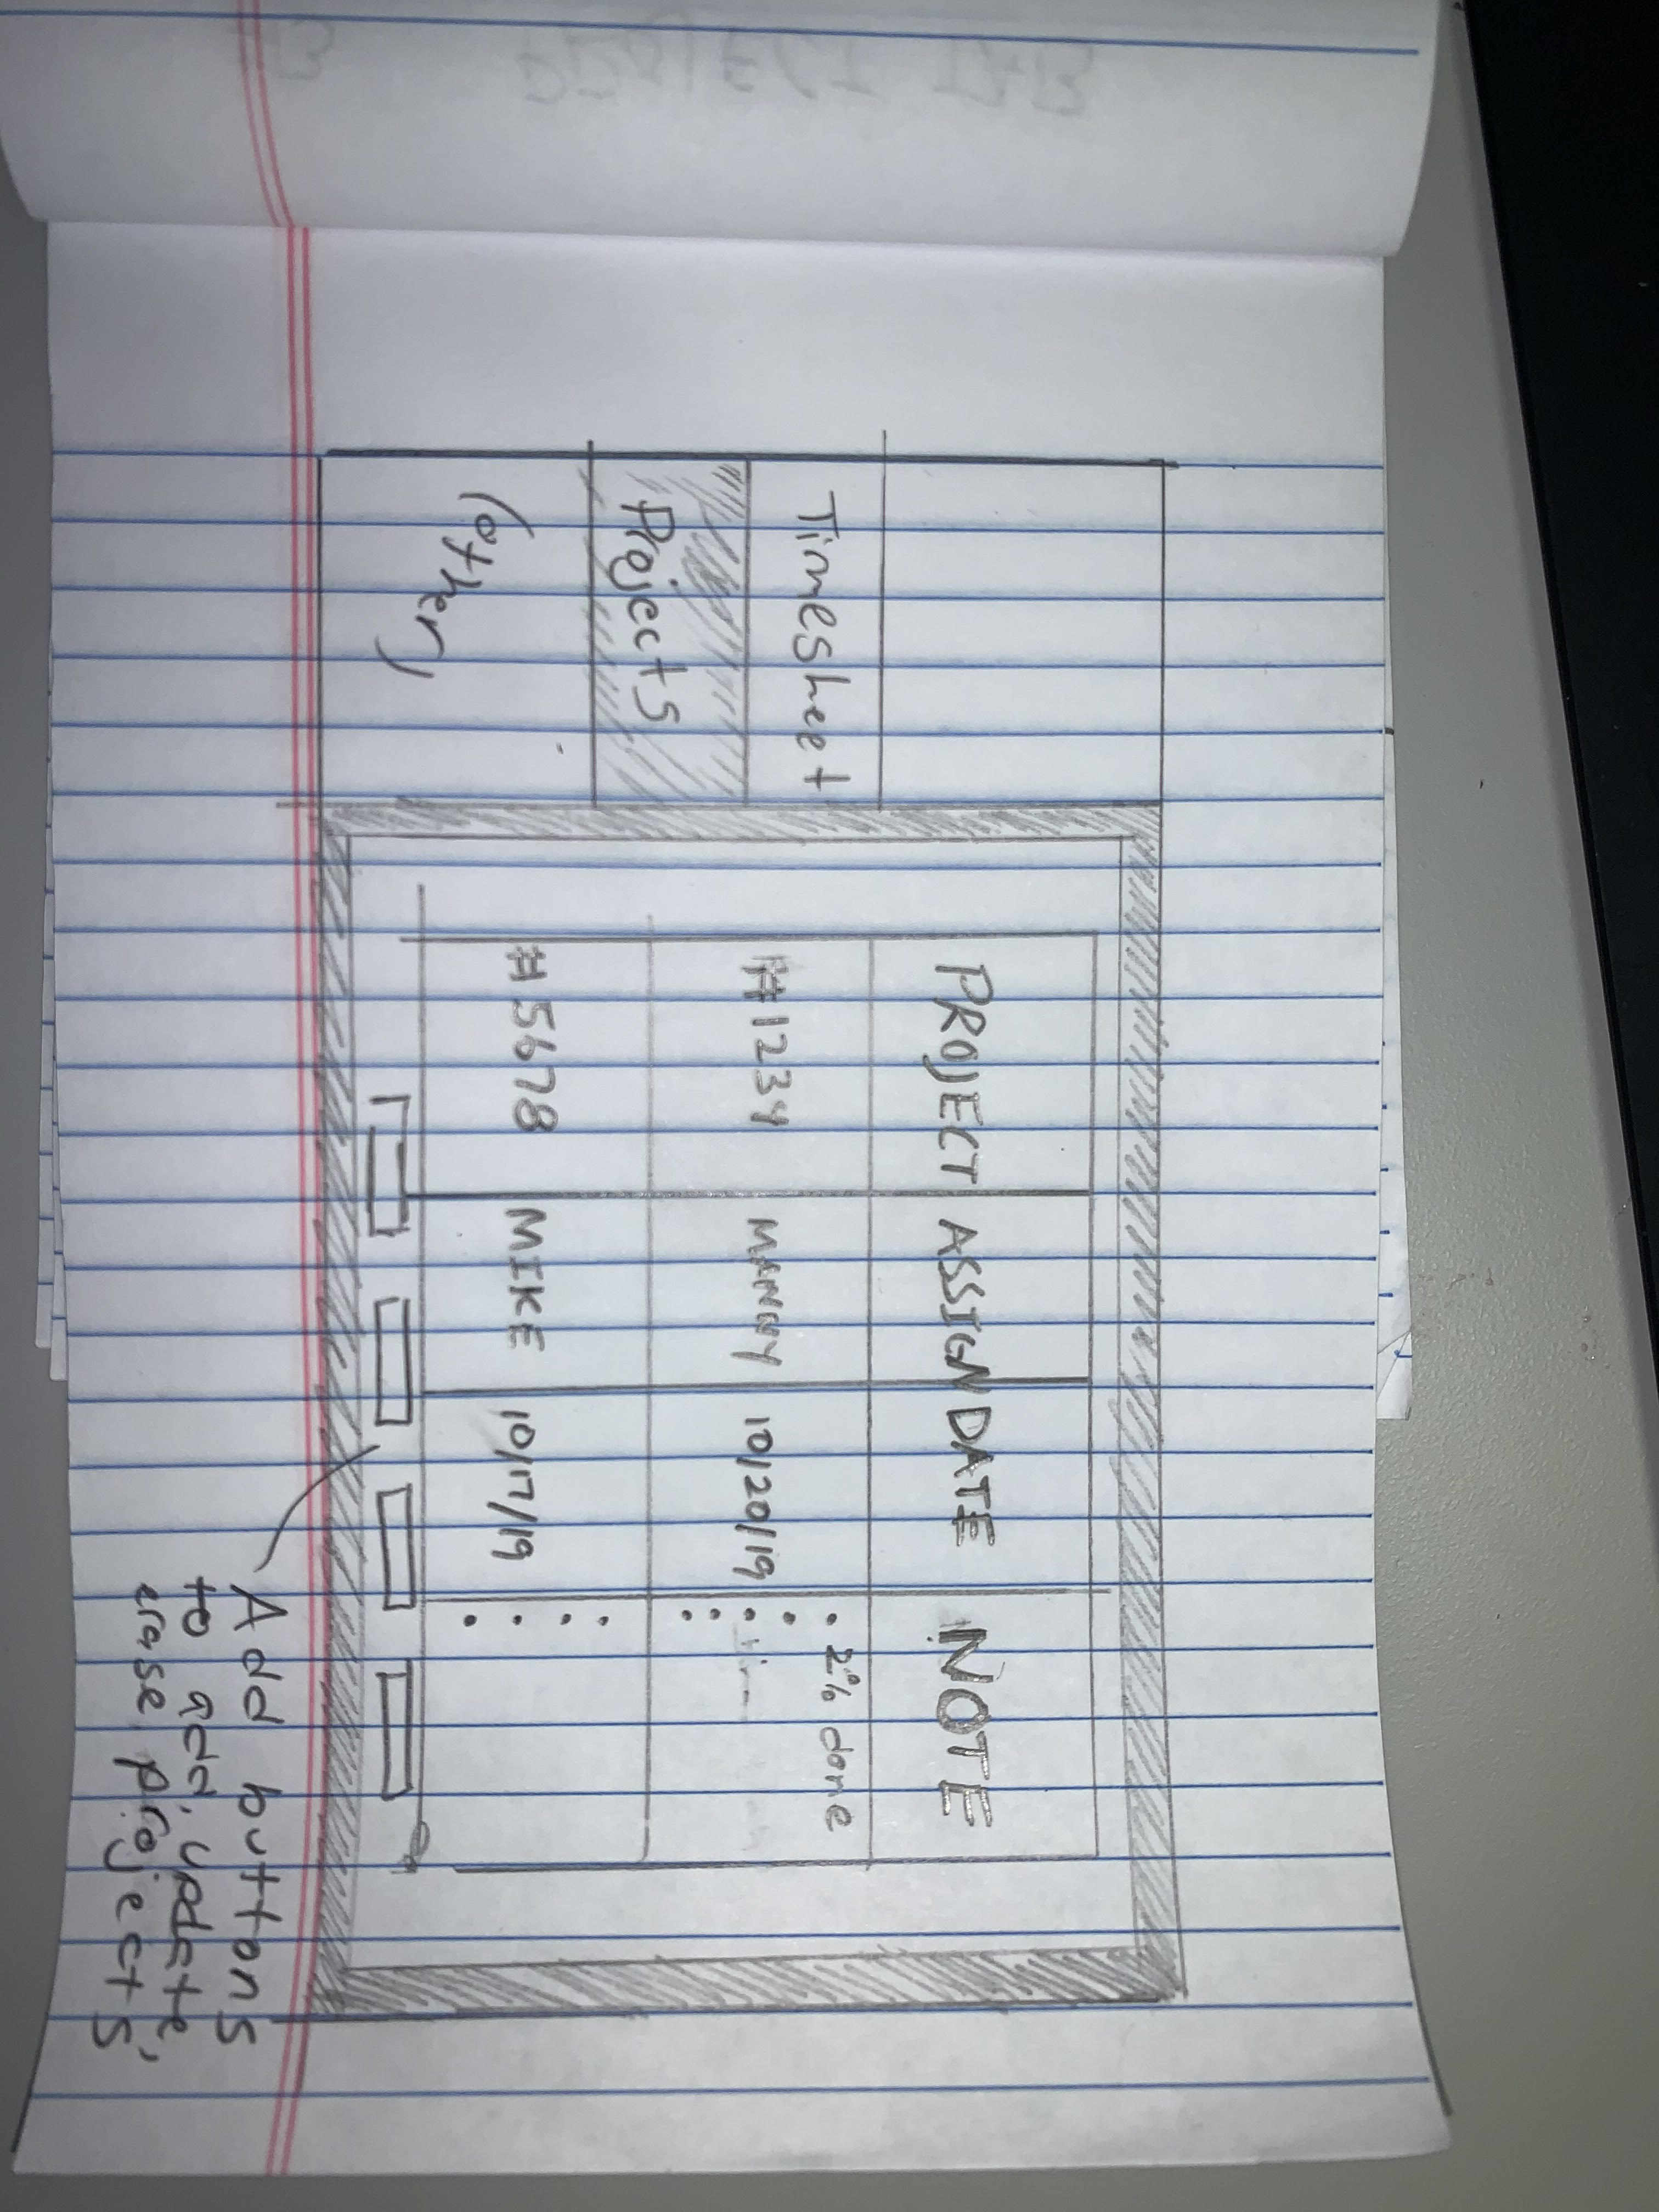 PROJECT TAB
Timesheet
Projects
(other)
PROJECT ASSIGN DATE NOTE
#1234 MANNY 10/20/19 • 2% done
#5678 MIKE 10/17/19
Add buttons
to add, update,
erase projects